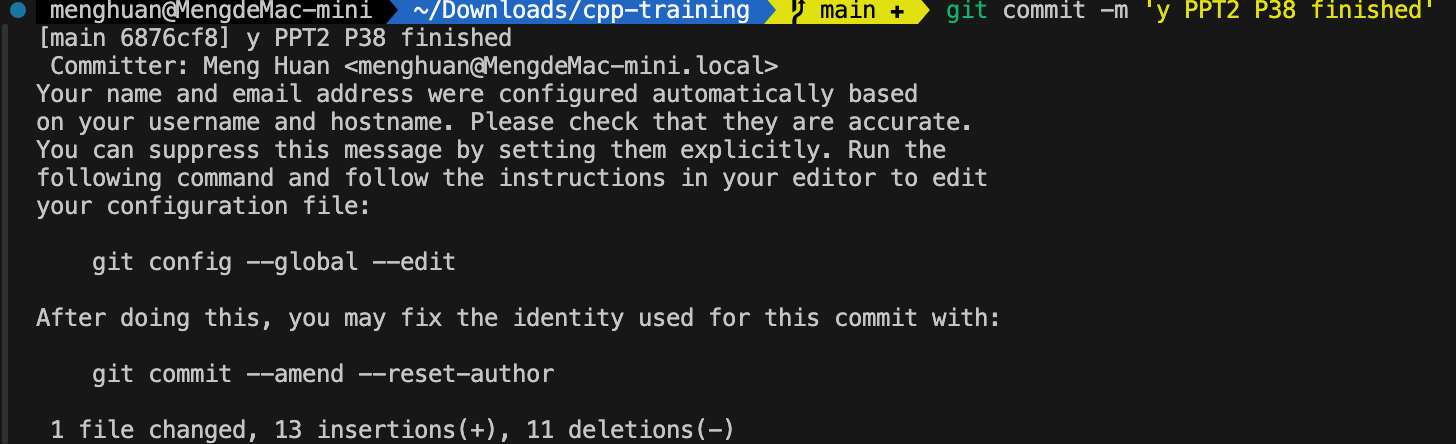 menghuan@MengdeMac-mini ~/Downloads/cpp-training main + git commit -m 'y PPT2 P38 finished'
[main 6876cf8] y PPT2 P38 finished
Committer: Meng Huan <menghuan@MengdeMac-mini.local>
Your name and email address were configured automatically based
on your username and hostname. Please check that they are accurate.
You can suppress this message by setting them explicitly. Run the
following command and follow the instructions in your editor to edit
your configuration file:
git config --global --edit
After doing this, you may fix the identity used for this commit with:
git commit --amend --reset-author
1 file changed, 13 insertions(+), 11 deletions(-)